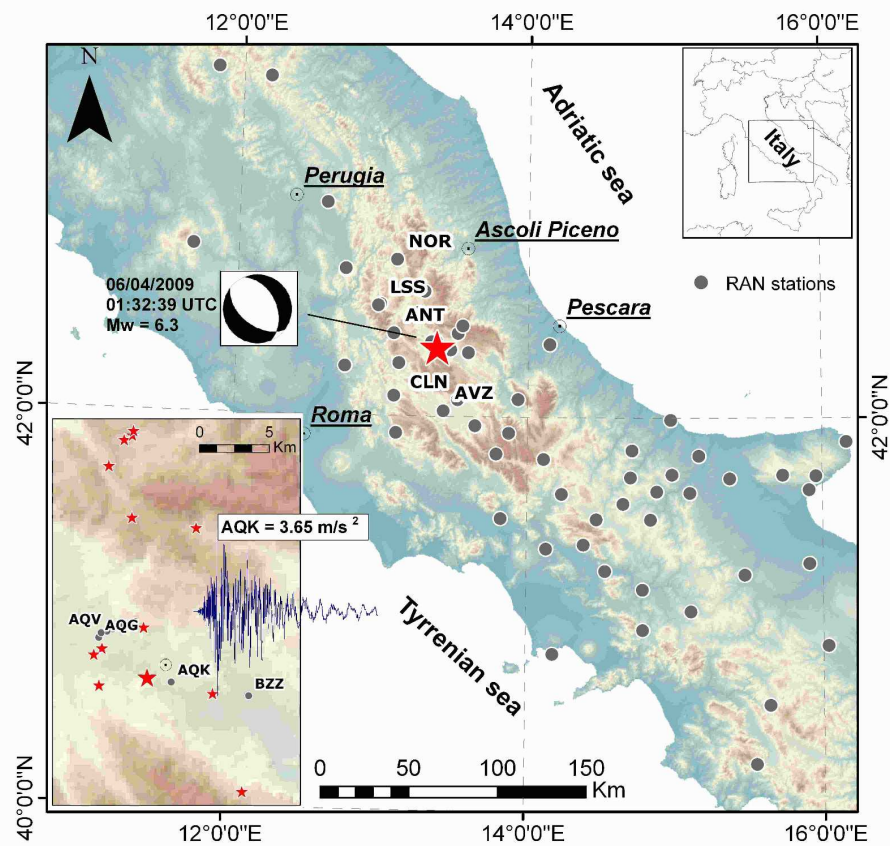 12°0'0"E
14°0'0"E
16°0'0"E
N
Adriatic sea
Italy
Perugia
Ascoli Piceno
NOR
RAN stations
06/04/2009
01:32:39 UTC
Mw = 6.3
LSS
ANT
Pescara
CLN
AVZ
42°0'0"N
42°0'0"N
Roma
0 5
Km
AQK = 3.65 m/s 2
AQV
AQG
AQK
BZZ
Tyrrenian sea
0 50 100 150
Km
40°0'0"N
40°0'0"N
12°0'0"E
14°0'0"E
16°0'0"E